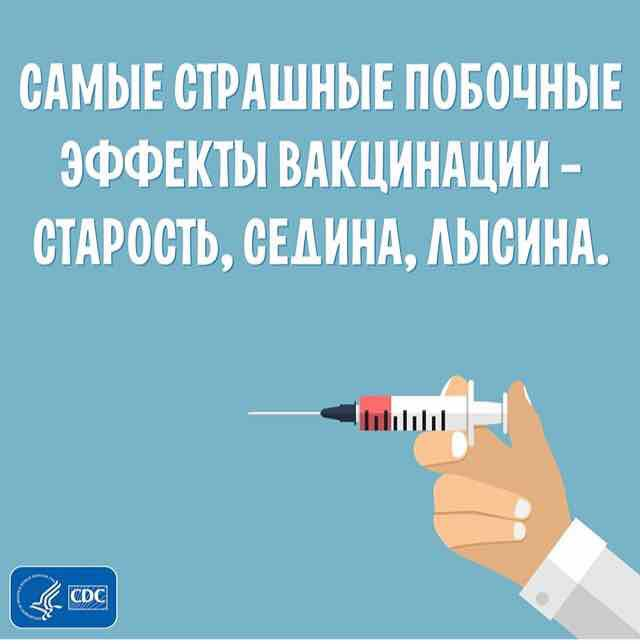 САМЫЕ СТРАШНЫЕ ПОБОЧНЫЕ
ЭФФЕКТЫ ВАКЦИНАЦИИ –
СТАРОСТЬ, СЕДИНА, ЛЫСИНА.
CDC